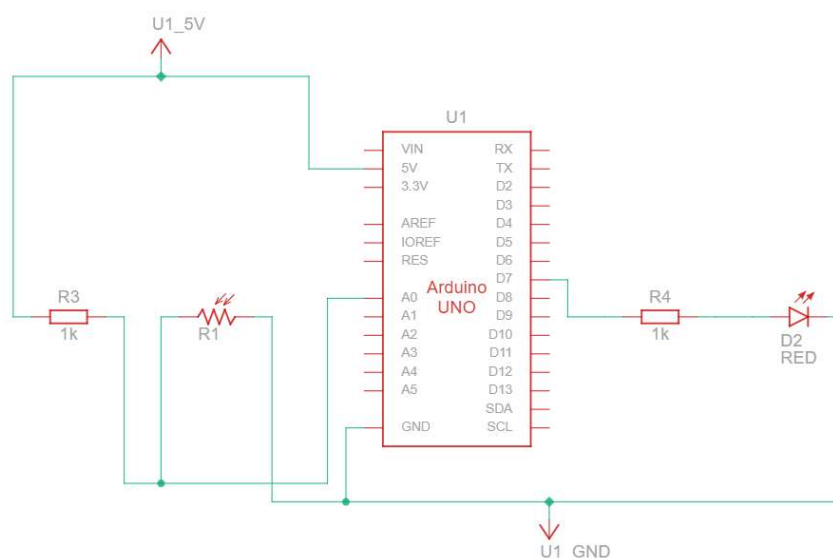 U1_5V
U1
VIN
RX
5V
TX
3.3V
D2
D3
AREF
D4
IOREF
D5
RES
D6
D7
Arduino
UNO
A0
D8
A1
D9
A2
D10
A3
D11
A4
D12
A5
D13
SDA
GND
SCL
R3
1k
R1
R4
1k
D2
RED
U1_GND